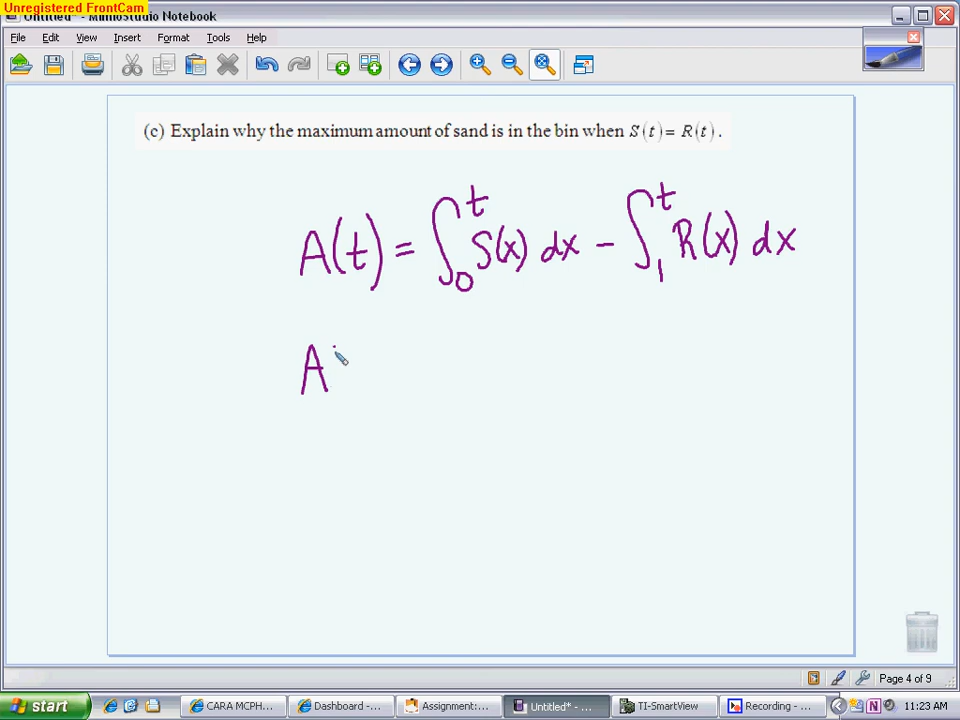 Unregistered FrontCam
Untitled* - MimioStudio Notebook
File Edit View Insert Format Tools Help
(c) Explain why the maximum amount of sand is in the bin when S(t) = R(t).
A(t) = ∫₀ᵗ S(x) dx − ∫₁ᵗ R(x) dx
A
Page 4 of 9
start CARA MCPH... Dashboard -... Assignment:... Untitled* - ... TI-SmartView Recording - ... 11:23 AM